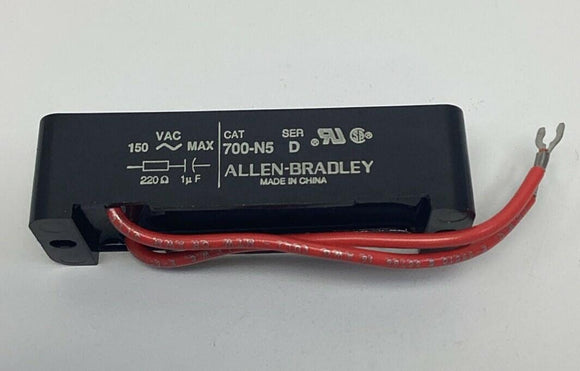 VAC
150 ~ MAX
220Ω 1µF
CAT SER
700-N5 D
ALLEN-BRADLEY
MADE IN CHINA